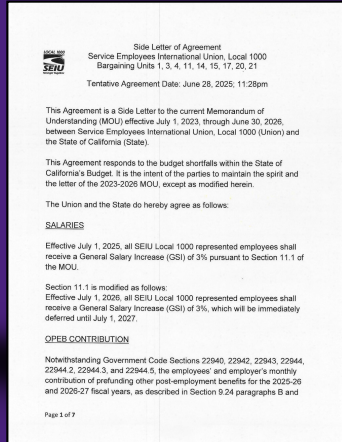 LOCAL 1000
SEIU
Stronger Together
Side Letter of Agreement
Service Employees International Union, Local 1000
Bargaining Units 1, 3, 4, 11, 14, 15, 17, 20, 21
Tentative Agreement Date: June 28, 2025; 11:28pm
This Agreement is a Side Letter to the current Memorandum of
Understanding (MOU) effective July 1, 2023, through June 30, 2026,
between Service Employees International Union, Local 1000 (Union) and
the State of California (State).
This Agreement responds to the budget shortfalls within the State of
California's Budget. It is the intent of the parties to maintain the spirit and
the letter of the 2023-2026 MOU, except as modified herein.
The Union and the State do hereby agree as follows:
SALARIES
Effective July 1, 2025, all SEIU Local 1000 represented employees shall
receive a General Salary Increase (GSI) of 3% pursuant to Section 11.1 of
the MOU.
Section 11.1 is modified as follows:
Effective July 1, 2026, all SEIU Local 1000 represented employees shall
receive a General Salary Increase (GSI) of 3%, which will be immediately
deferred until July 1, 2027.
OPEB CONTRIBUTION
Notwithstanding Government Code Sections 22940, 22942, 22943, 22944,
22944.2, 22944.3, and 22944.5, the employees' and employer's monthly
contribution of prefunding other post-employment benefits for the 2025-26
and 2026-27 fiscal years, as described in Section 9.24 paragraphs B and
Page 1 of 7